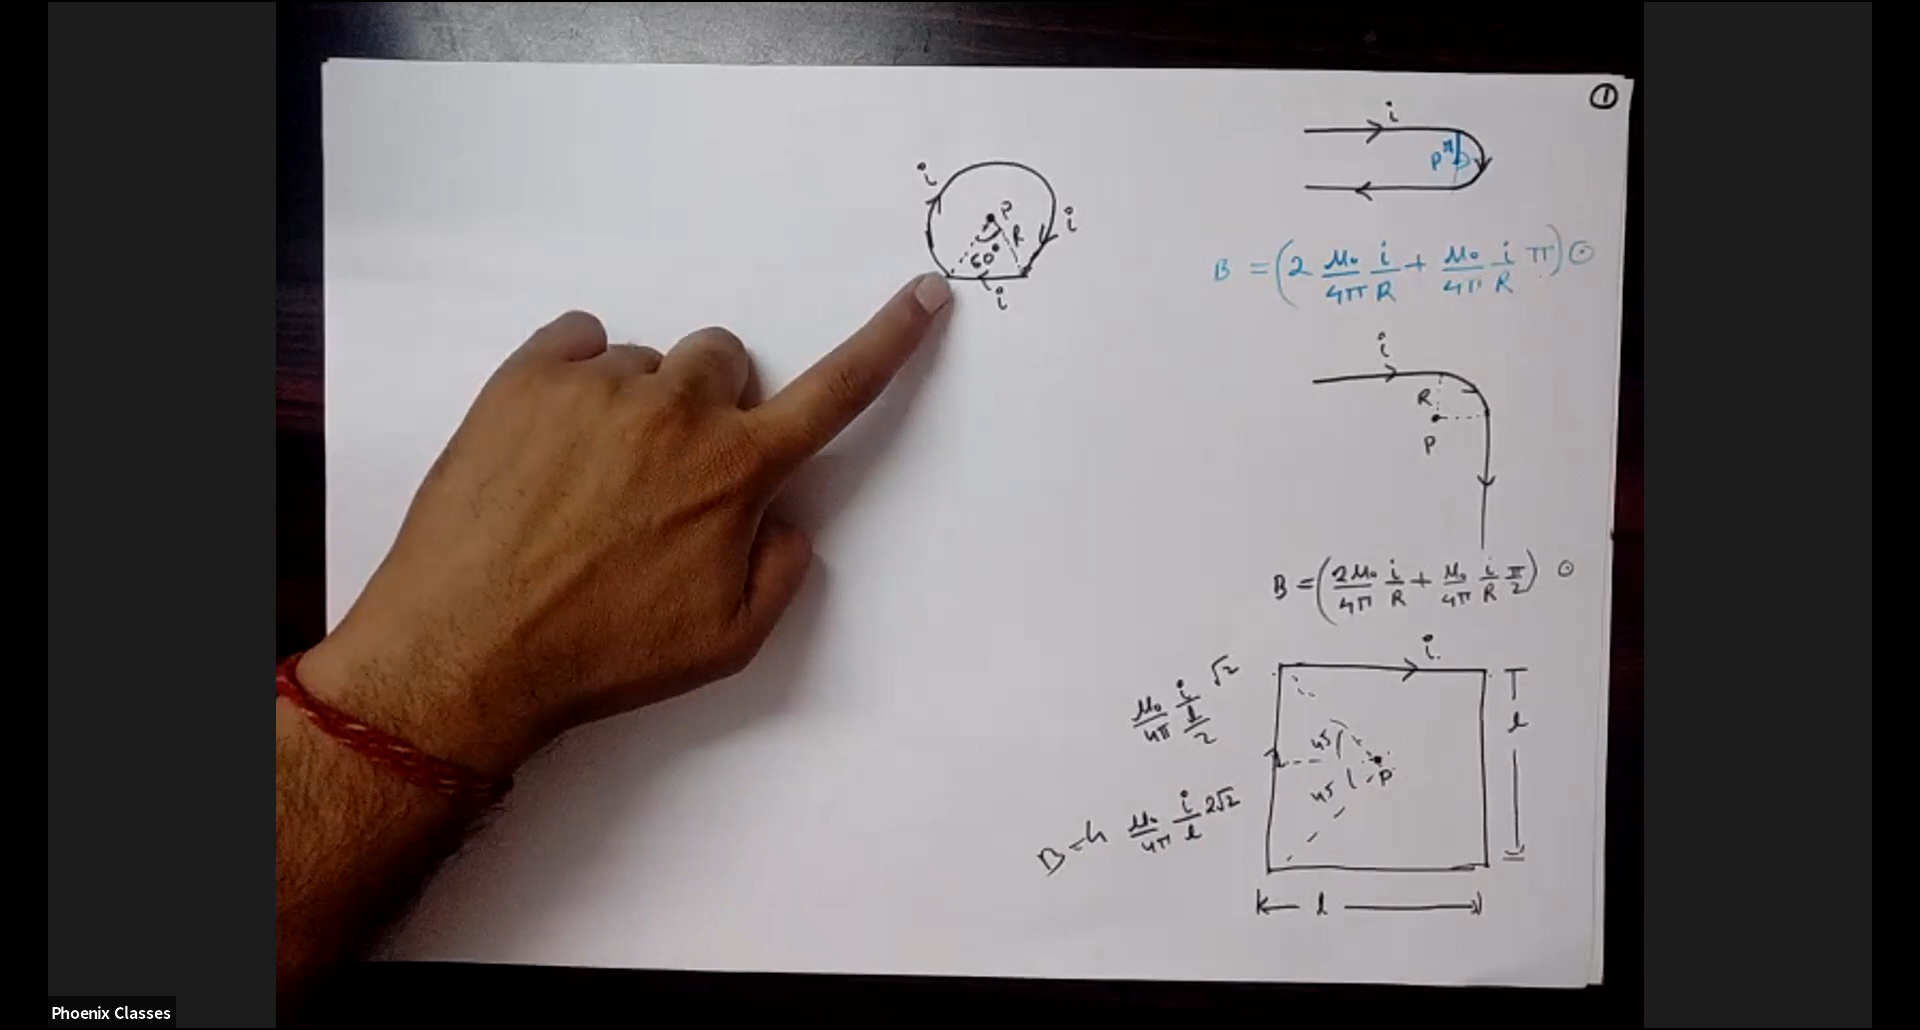 ①
i
P
B = (2 μ₀/4π i/R + μ₀/4π i/R π) ⊙
i
i
P
R
60°
i
i
R
P
B = (2μ₀/4π i/R + μ₀/4π i/R π/2) ⊙
i
l
μ₀/4π i/(l/2) √2
45
45
P
B = 4 μ₀/4π i/l 2√2
l
Phoenix Classes